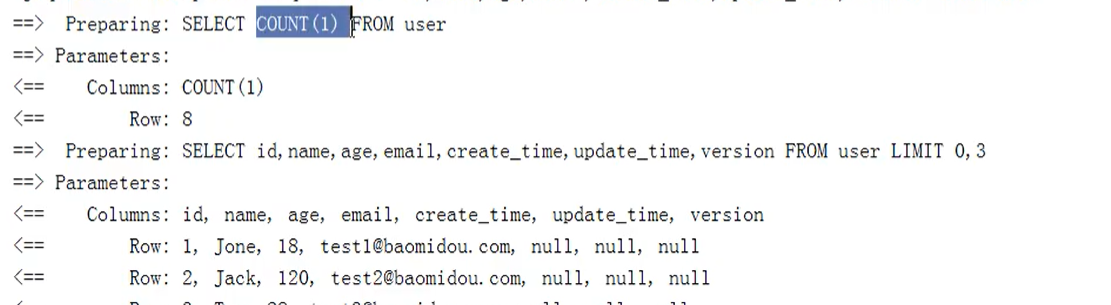 ==> Preparing: SELECT COUNT(1) FROM user
==> Parameters:
<== Columns: COUNT(1)
<== Row: 8
==> Preparing: SELECT id,name,age,email,create_time,update_time,version FROM user LIMIT 0,3
==> Parameters:
<== Columns: id, name, age, email, create_time, update_time, version
<== Row: 1, Jone, 18, test1@baomidou.com, null, null, null
<== Row: 2, Jack, 120, test2@baomidou.com, null, null, null